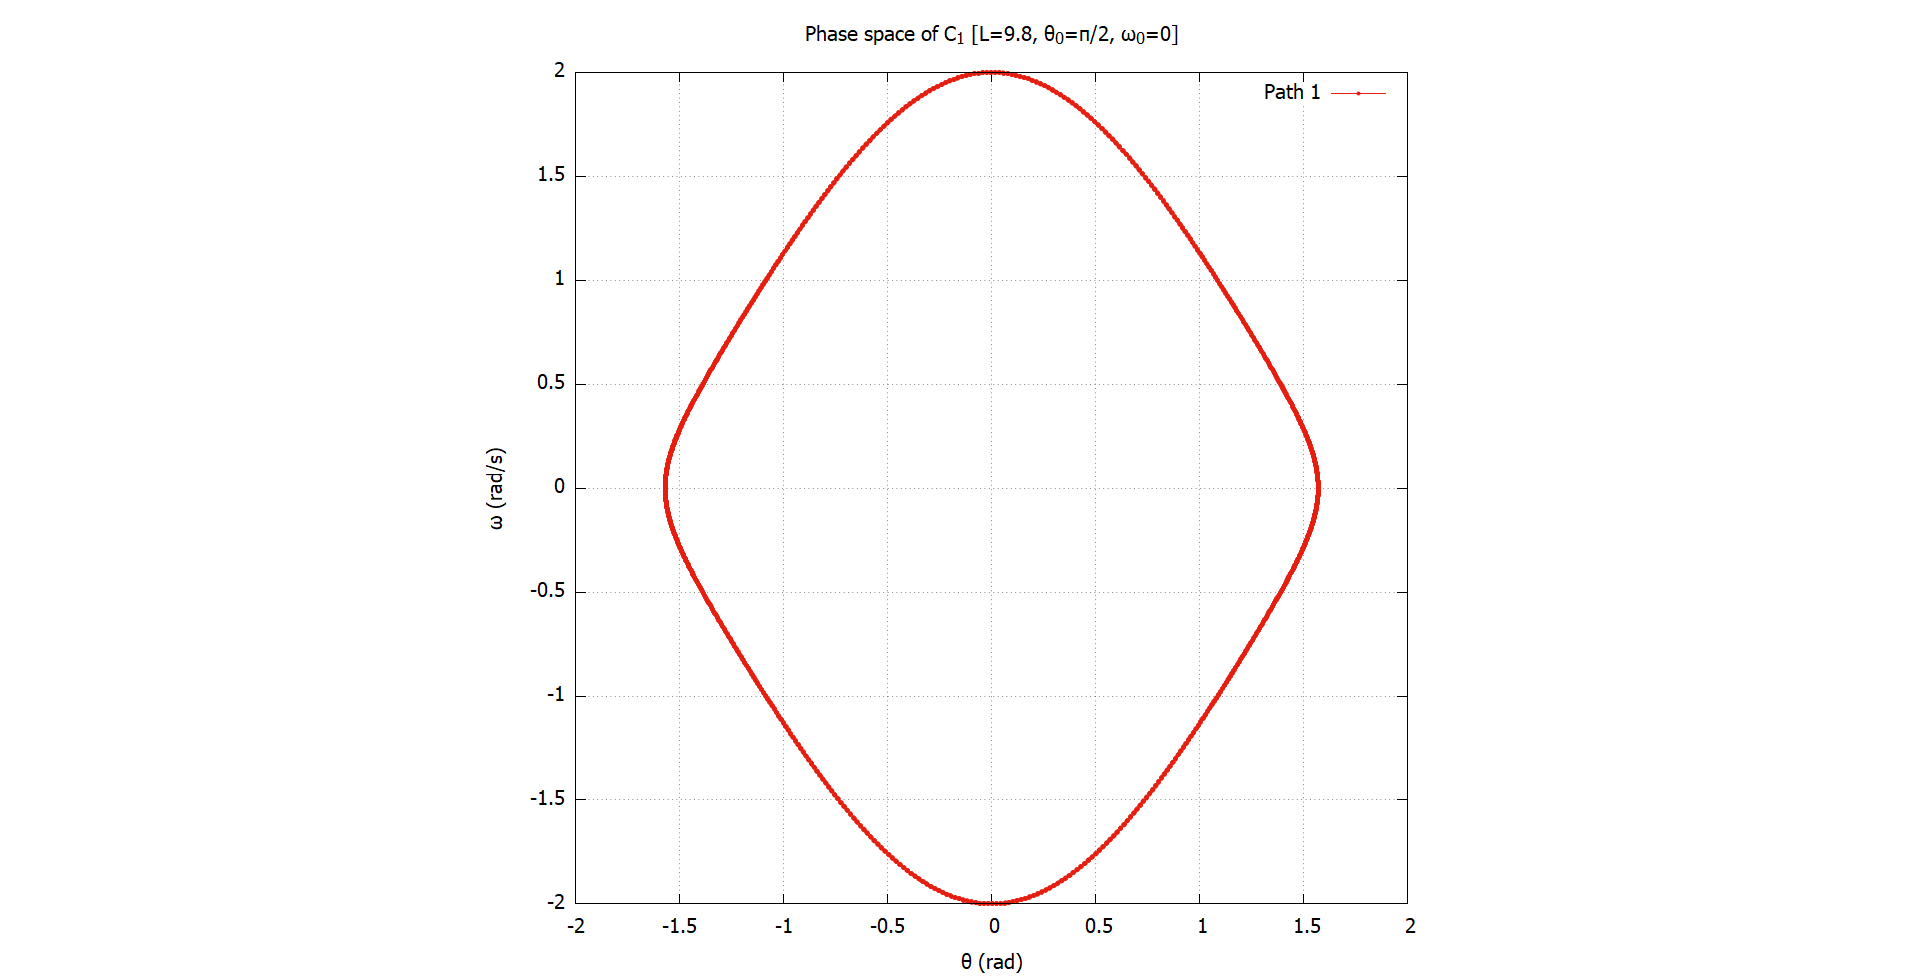 Phase space of C₁ [L=9.8, θ₀=π/2, ω₀=0]
Path 1
2
1.5
1
0.5
0
-0.5
-1
-1.5
-2
ω (rad/s)
-2 -1.5 -1 -0.5 0 0.5 1 1.5 2
θ (rad)